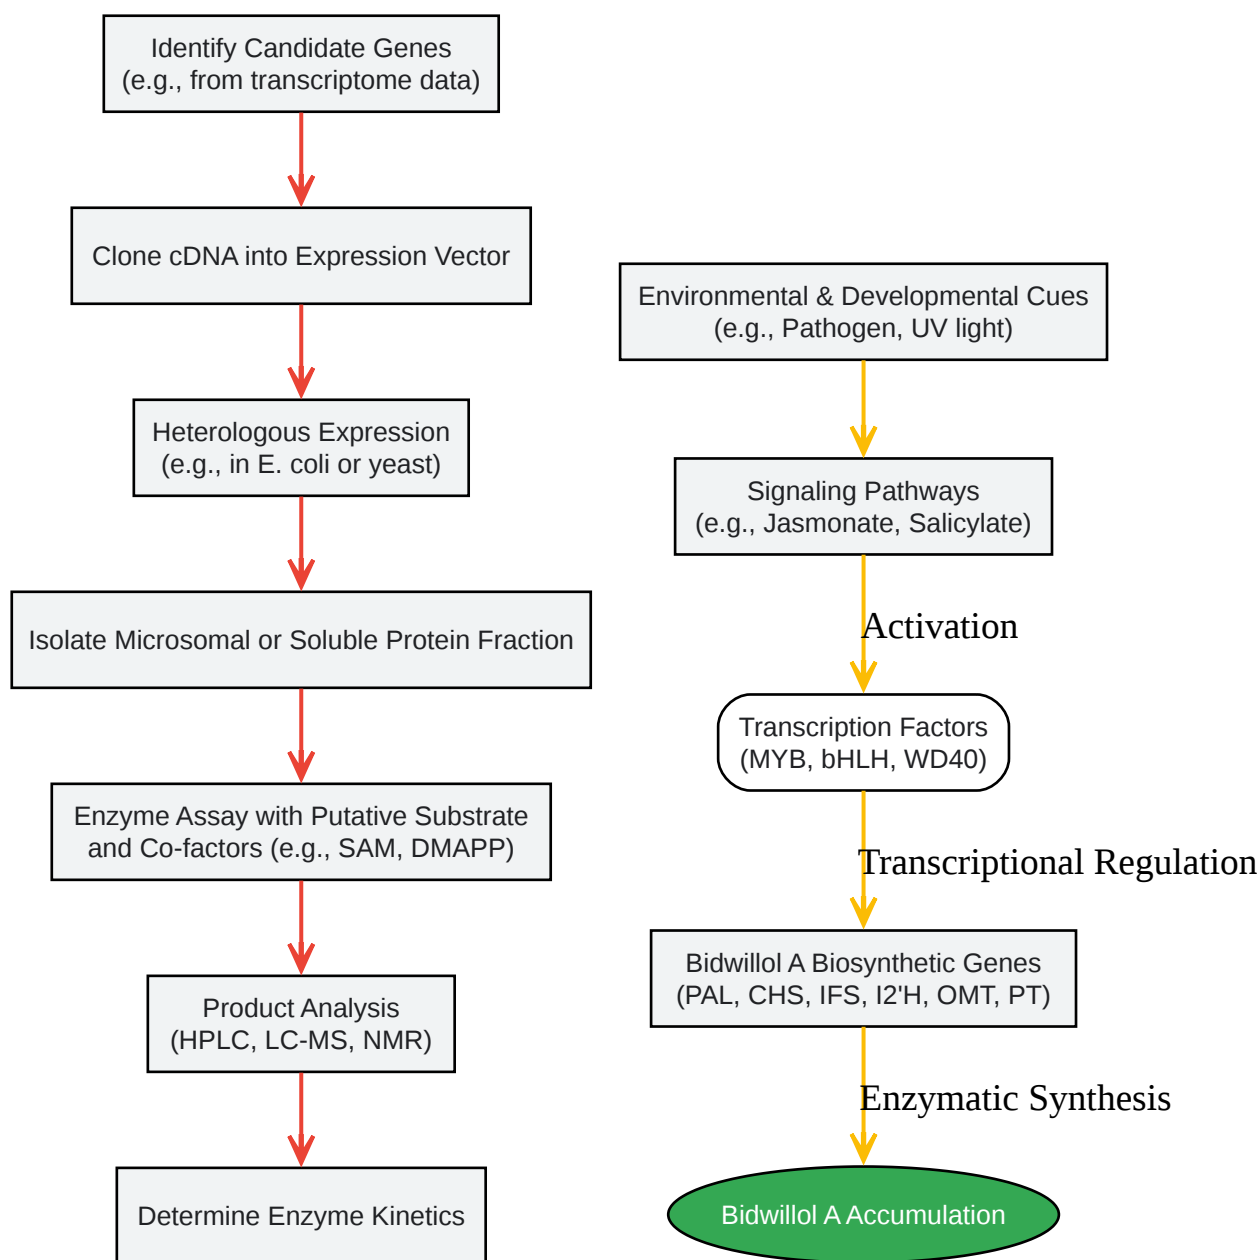 Identify Candidate Genes
(e.g., from transcriptome data)
Clone cDNA into Expression Vector
Heterologous Expression
(e.g., in E. coli or yeast)
Isolate Microsomal or Soluble Protein Fraction
Enzyme Assay with Putative Substrate
and Co-factors (e.g., SAM, DMAPP)
Product Analysis
(HPLC, LC-MS, NMR)
Determine Enzyme Kinetics
Environmental & Developmental Cues
(e.g., Pathogen, UV light)
Signaling Pathways
(e.g., Jasmonate, Salicylate)
Activation
Transcription Factors
(MYB, bHLH, WD40)
Transcriptional Regulation
Bidwillol A Biosynthetic Genes
(PAL, CHS, IFS, I2'H, OMT, PT)
Enzymatic Synthesis
Bidwillol A Accumulation